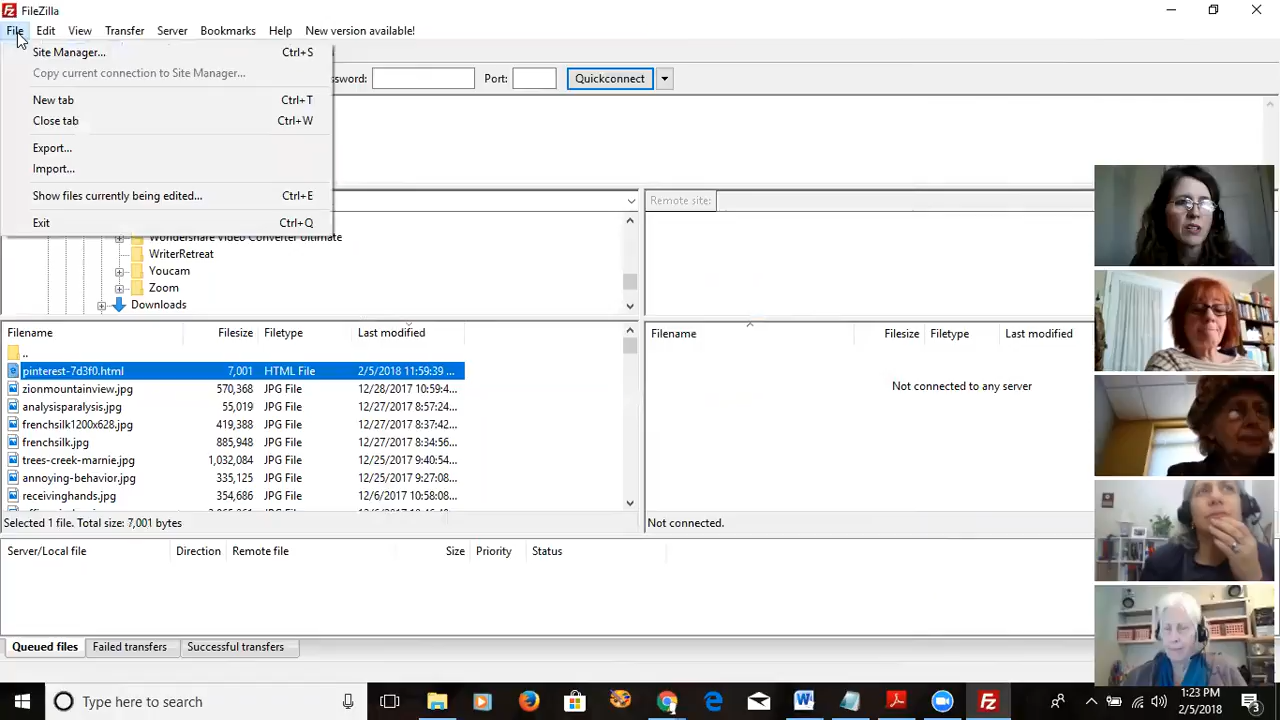 FileZilla
File Edit View Transfer Server Bookmarks Help New version available!
Site Manager... Ctrl+S
Copy current connection to Site Manager...
New tab Ctrl+T
Close tab Ctrl+W
Export...
Import...
Show files currently being edited... Ctrl+E
Exit Ctrl+Q
Port: Quickconnect
Remote site:
Wondershare Video Converter Ultimate
WriterRetreat
Youcam
Zoom
Downloads
Filename Filesize Filetype Last modified
..
pinterest-7d3f0.html 7,001 HTML File 2/5/2018 11:59:39 ...
zionmountainview.jpg 570,368 JPG File 12/28/2017 10:59:4...
analysisparalysis.jpg 55,019 JPG File 12/27/2017 8:57:24...
frenchsilk1200x628.jpg 419,388 JPG File 12/27/2017 8:37:42...
frenchsilk.jpg 885,948 JPG File 12/27/2017 8:34:56...
trees-creek-marnie.jpg 1,032,084 JPG File 12/25/2017 9:40:54...
annoying-behavior.jpg 335,125 JPG File 12/25/2017 9:27:08...
receivinghands.jpg 354,686 JPG File 12/6/2017 10:58:08...
Selected 1 file. Total size: 7,001 bytes
Filename Filesize Filetype Last modified
Not connected to any server
Not connected.
Server/Local file Direction Remote file Size Priority Status
Queued files Failed transfers Successful transfers
Type here to search
1:23 PM
2/5/2018
3